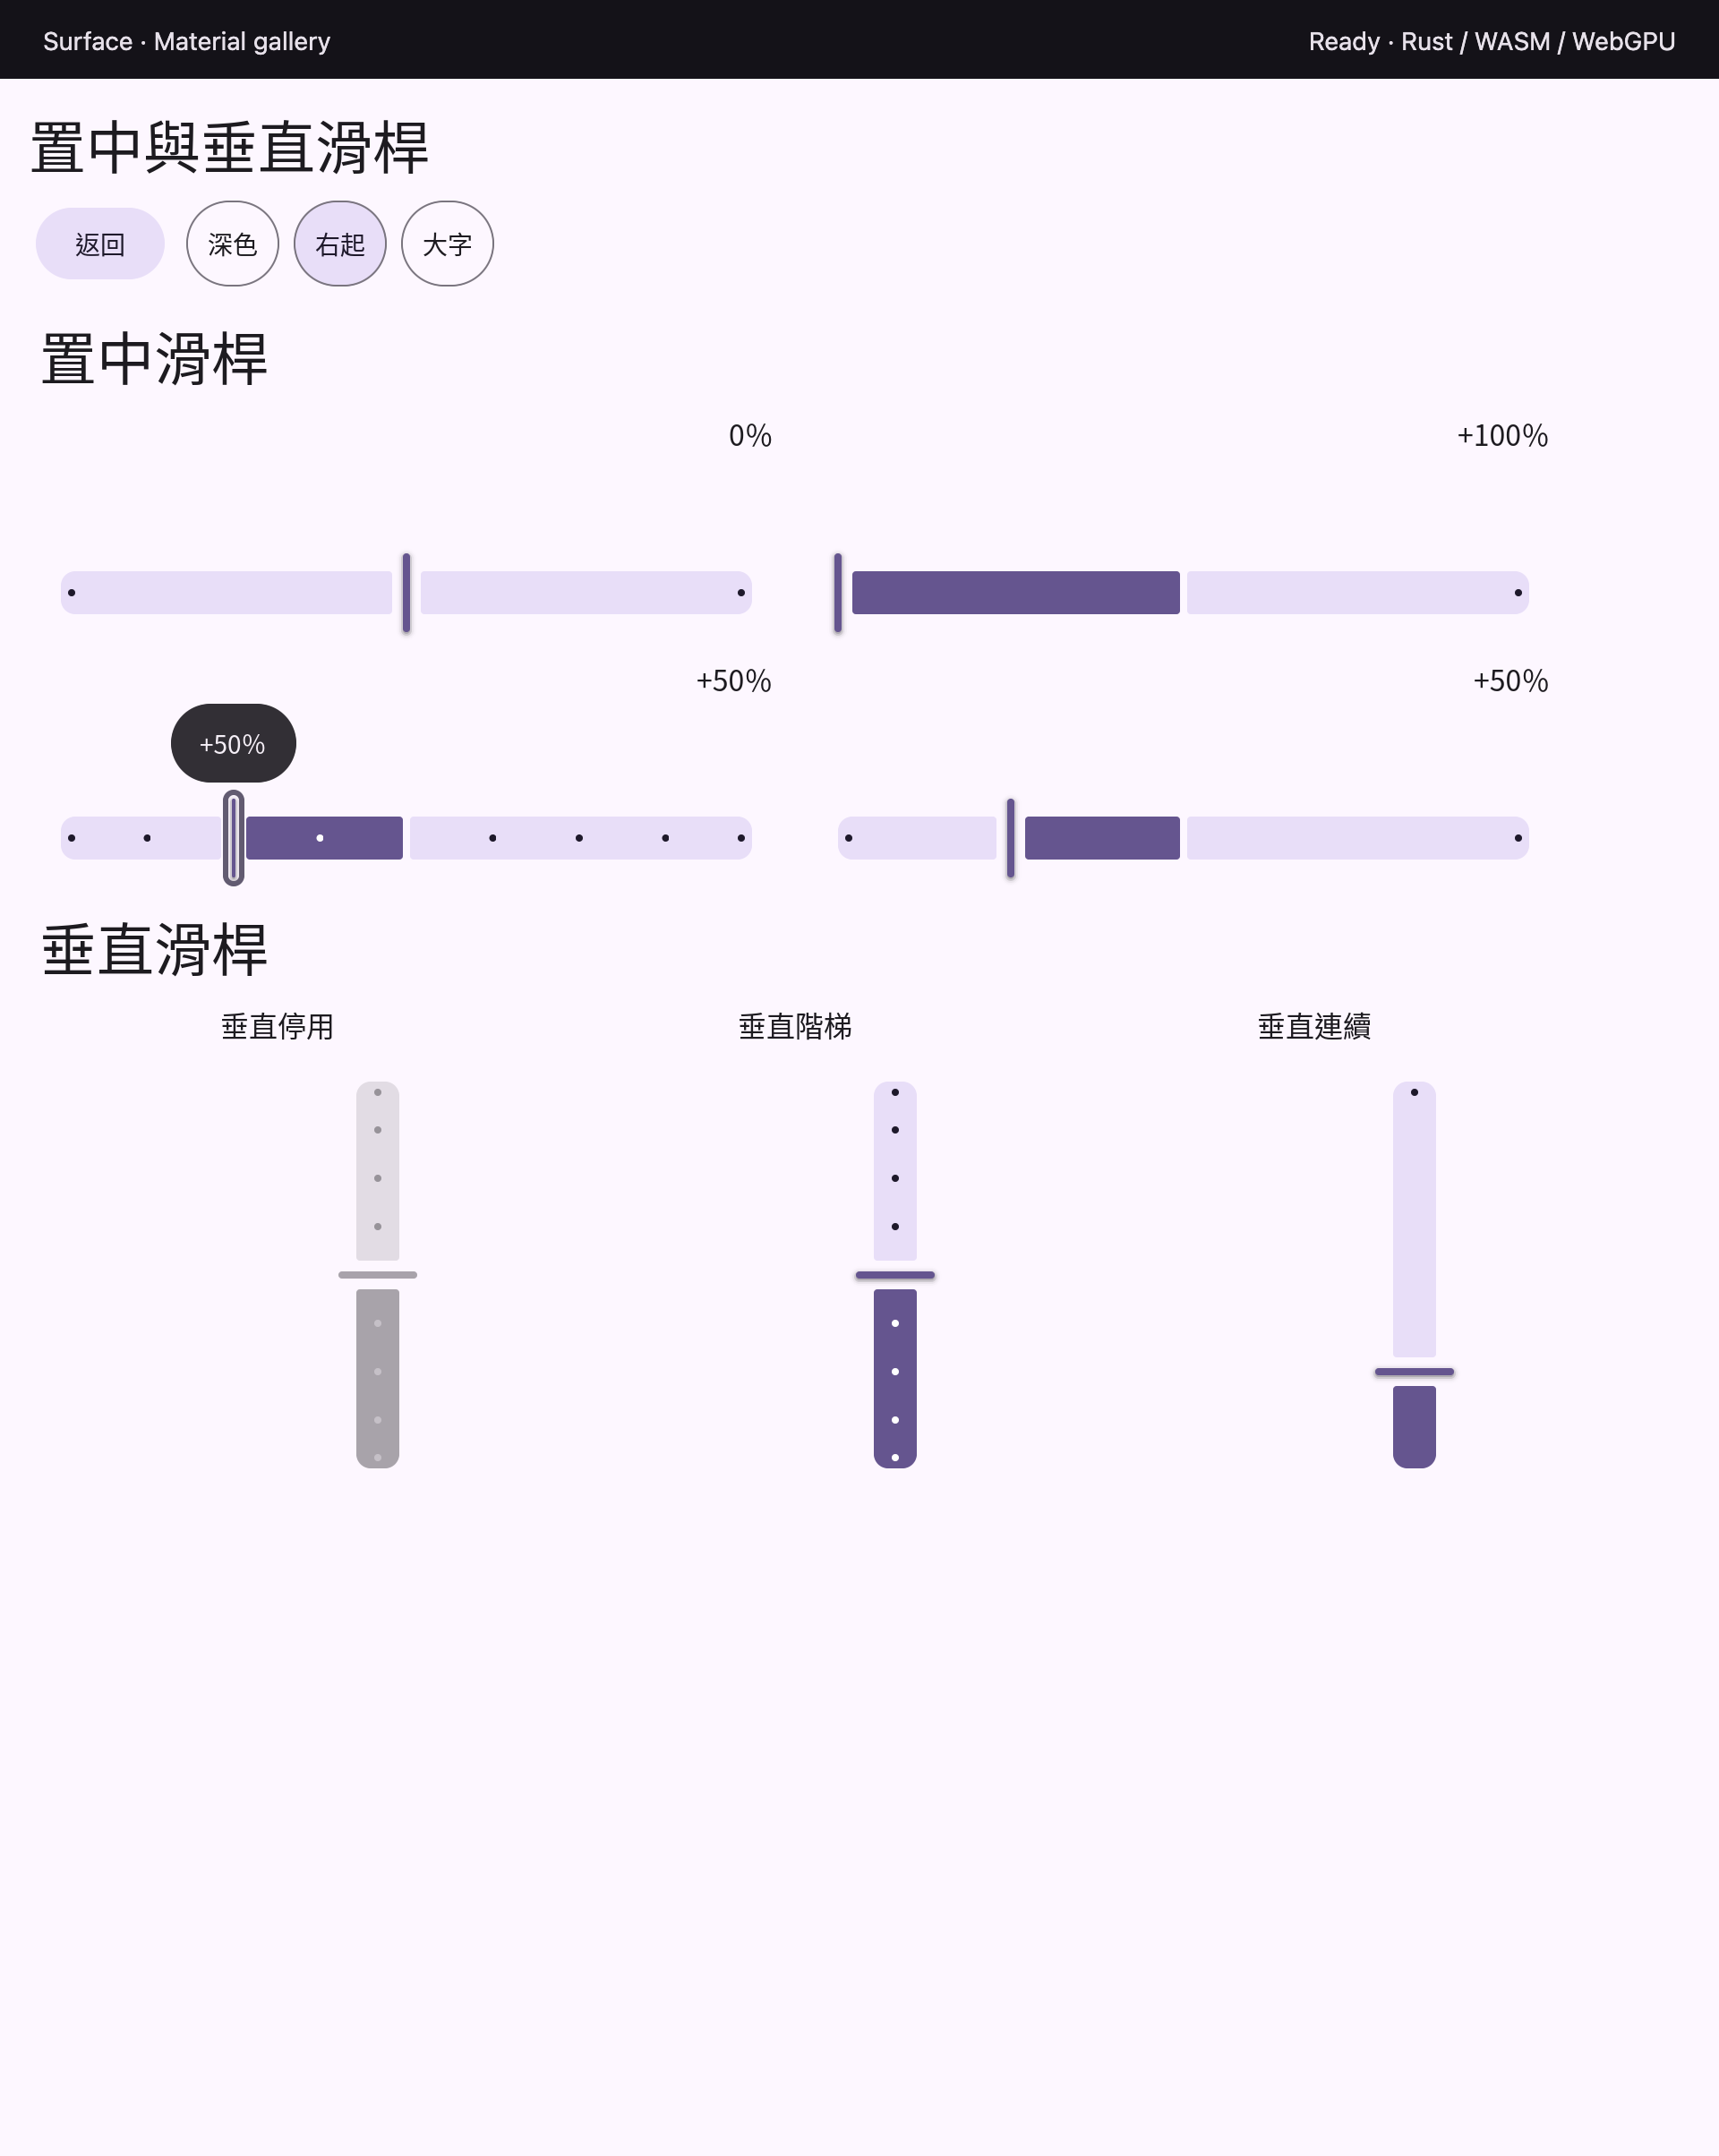 Surface · Material gallery
Ready · Rust / WASM / WebGPU
置中與垂直滑桿
返回
深色
右起
大字
置中滑桿
0%
+100%
+50%
+50%
+50%
垂直滑桿
垂直停用
垂直階梯
垂直連續